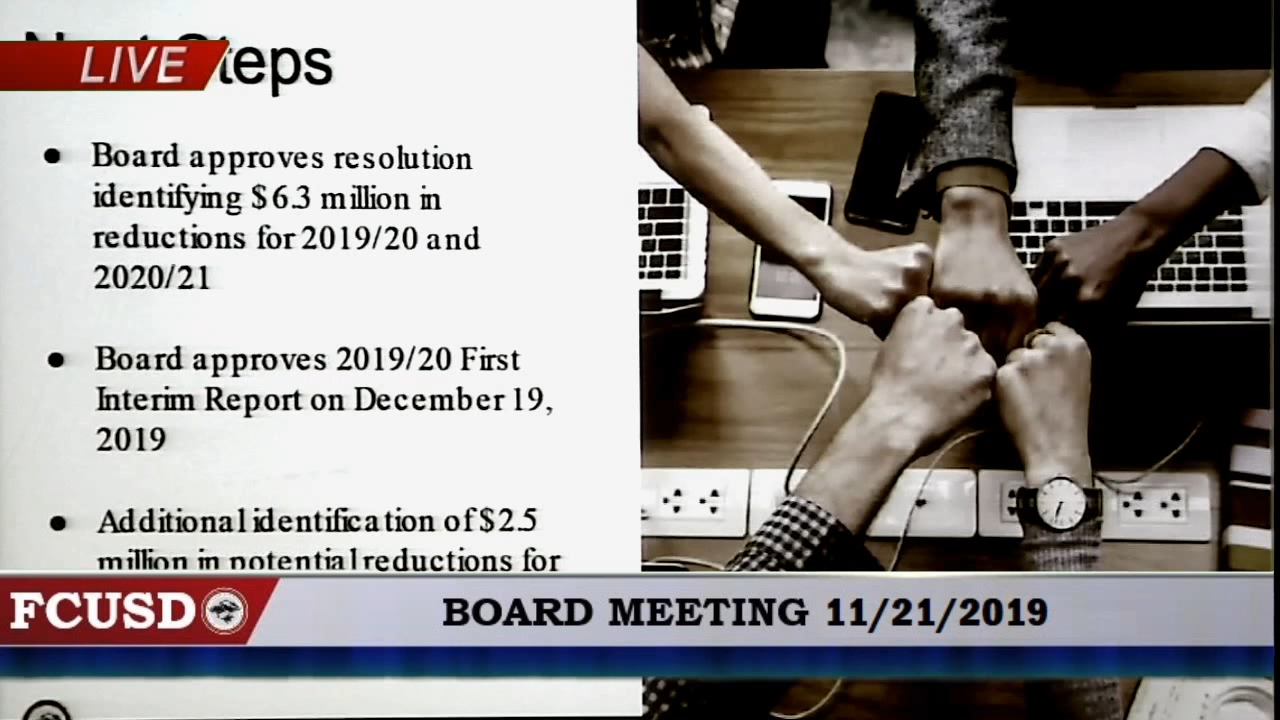 LIVE
Next Steps
Board approves resolution
identifying $6.3 million in
reductions for 2019/20 and
2020/21
Board approves 2019/20 First
Interim Report on December 19,
2019
Additional identification of $2.5
million in potential reductions for
FCUSD
BOARD MEETING 11/21/2019